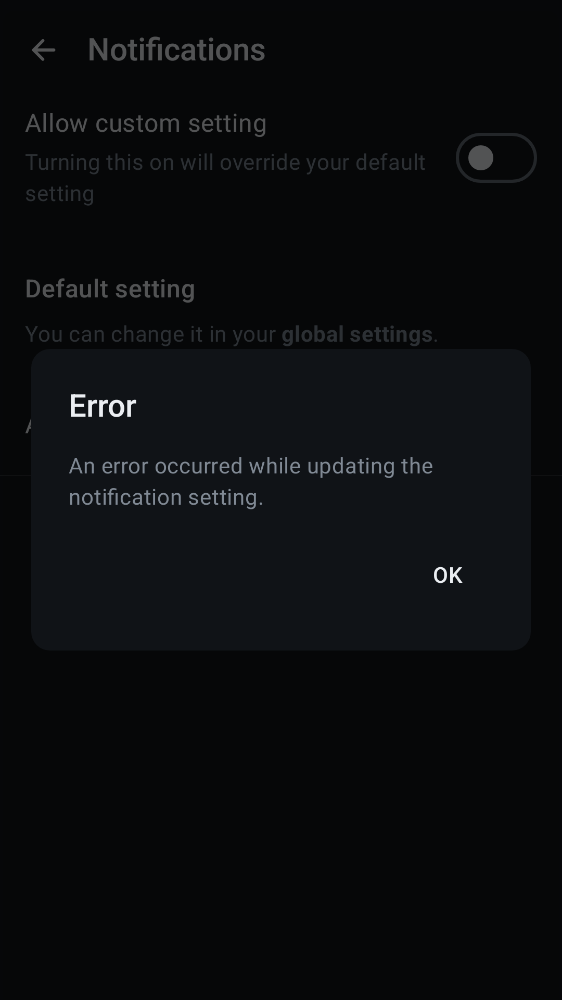 Notifications
Allow custom setting
Turning this on will override your default
setting
Default setting
You can change it in your global settings.
Error
An error occurred while updating the
notification setting.
OK